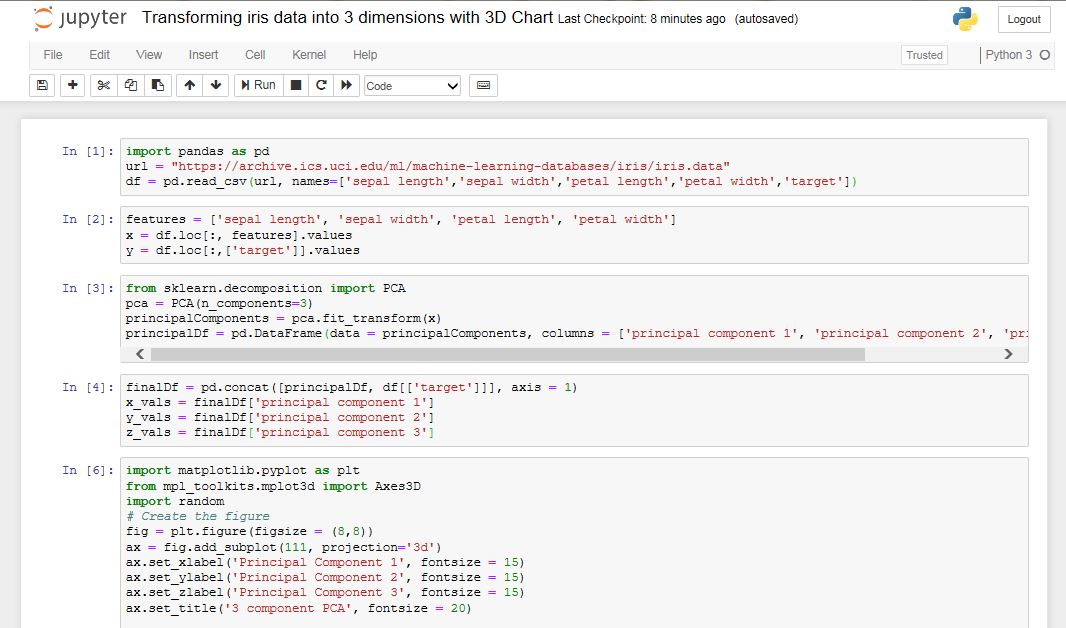 jupyter Transforming iris data into 3 dimensions with 3D Chart Last Checkpoint: 8 minutes ago (autosaved) Logout
File Edit View Insert Cell Kernel Help Trusted Python 3
Run Code
In [1]: import pandas as pd
url = "https://archive.ics.uci.edu/ml/machine-learning-databases/iris/iris.data"
df = pd.read_csv(url, names=['sepal length','sepal width','petal length','petal width','target'])
In [2]: features = ['sepal length', 'sepal width', 'petal length', 'petal width']
x = df.loc[:, features].values
y = df.loc[:,['target']].values
In [3]: from sklearn.decomposition import PCA
pca = PCA(n_components=3)
principalComponents = pca.fit_transform(x)
principalDf = pd.DataFrame(data = principalComponents, columns = ['principal component 1', 'principal component 2', 'pri
In [4]: finalDf = pd.concat([principalDf, df[['target']]], axis = 1)
x_vals = finalDf['principal component 1']
y_vals = finalDf['principal component 2']
z_vals = finalDf['principal component 3']
In [6]: import matplotlib.pyplot as plt
from mpl_toolkits.mplot3d import Axes3D
import random
# Create the figure
fig = plt.figure(figsize = (8,8))
ax = fig.add_subplot(111, projection='3d')
ax.set_xlabel('Principal Component 1', fontsize = 15)
ax.set_ylabel('Principal Component 2', fontsize = 15)
ax.set_zlabel('Principal Component 3', fontsize = 15)
ax.set_title('3 component PCA', fontsize = 20)